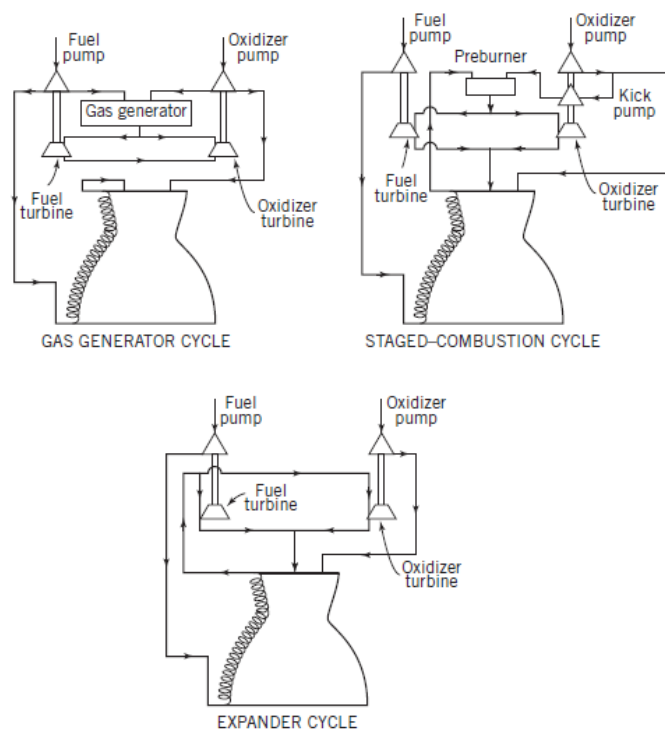 Fuel
pump
Oxidizer
pump
Gas generator
Fuel
turbine
Oxidizer
turbine
GAS GENERATOR CYCLE
Fuel
pump
Oxidizer
pump
Preburner
Kick
pump
Fuel
turbine
Oxidizer
turbine
STAGED–COMBUSTION CYCLE
Fuel
pump
Oxidizer
pump
Fuel
turbine
Oxidizer
turbine
EXPANDER CYCLE